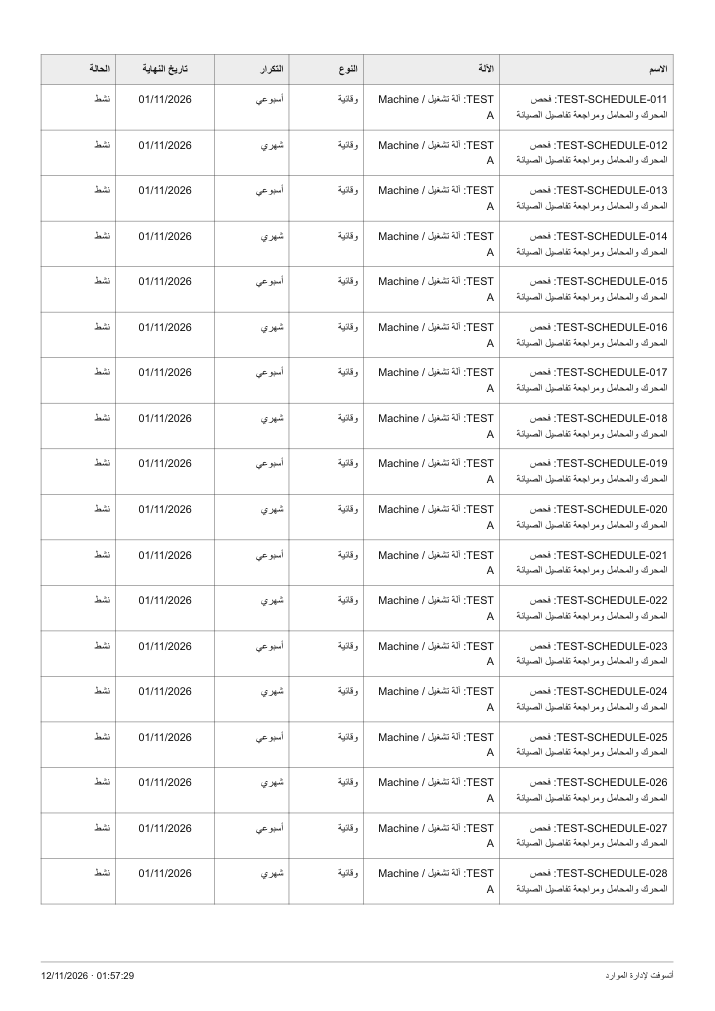 الاسم الآلة النوع التكرار تاريخ النهاية الحالة
TEST-SCHEDULE-011: فحص المحرك والمحامل ومراجعة تفاصيل الصيانة TEST: آلة تشغيل / Machine A وقائية أسبوعي 01/11/2026 نشط
TEST-SCHEDULE-012: فحص المحرك والمحامل ومراجعة تفاصيل الصيانة TEST: آلة تشغيل / Machine A وقائية شهري 01/11/2026 نشط
TEST-SCHEDULE-013: فحص المحرك والمحامل ومراجعة تفاصيل الصيانة TEST: آلة تشغيل / Machine A وقائية أسبوعي 01/11/2026 نشط
TEST-SCHEDULE-014: فحص المحرك والمحامل ومراجعة تفاصيل الصيانة TEST: آلة تشغيل / Machine A وقائية شهري 01/11/2026 نشط
TEST-SCHEDULE-015: فحص المحرك والمحامل ومراجعة تفاصيل الصيانة TEST: آلة تشغيل / Machine A وقائية أسبوعي 01/11/2026 نشط
TEST-SCHEDULE-016: فحص المحرك والمحامل ومراجعة تفاصيل الصيانة TEST: آلة تشغيل / Machine A وقائية شهري 01/11/2026 نشط
TEST-SCHEDULE-017: فحص المحرك والمحامل ومراجعة تفاصيل الصيانة TEST: آلة تشغيل / Machine A وقائية أسبوعي 01/11/2026 نشط
TEST-SCHEDULE-018: فحص المحرك والمحامل ومراجعة تفاصيل الصيانة TEST: آلة تشغيل / Machine A وقائية شهري 01/11/2026 نشط
TEST-SCHEDULE-019: فحص المحرك والمحامل ومراجعة تفاصيل الصيانة TEST: آلة تشغيل / Machine A وقائية أسبوعي 01/11/2026 نشط
TEST-SCHEDULE-020: فحص المحرك والمحامل ومراجعة تفاصيل الصيانة TEST: آلة تشغيل / Machine A وقائية شهري 01/11/2026 نشط
TEST-SCHEDULE-021: فحص المحرك والمحامل ومراجعة تفاصيل الصيانة TEST: آلة تشغيل / Machine A وقائية أسبوعي 01/11/2026 نشط
TEST-SCHEDULE-022: فحص المحرك والمحامل ومراجعة تفاصيل الصيانة TEST: آلة تشغيل / Machine A وقائية شهري 01/11/2026 نشط
TEST-SCHEDULE-023: فحص المحرك والمحامل ومراجعة تفاصيل الصيانة TEST: آلة تشغيل / Machine A وقائية أسبوعي 01/11/2026 نشط
TEST-SCHEDULE-024: فحص المحرك والمحامل ومراجعة تفاصيل الصيانة TEST: آلة تشغيل / Machine A وقائية شهري 01/11/2026 نشط
TEST-SCHEDULE-025: فحص المحرك والمحامل ومراجعة تفاصيل الصيانة TEST: آلة تشغيل / Machine A وقائية أسبوعي 01/11/2026 نشط
TEST-SCHEDULE-026: فحص المحرك والمحامل ومراجعة تفاصيل الصيانة TEST: آلة تشغيل / Machine A وقائية شهري 01/11/2026 نشط
TEST-SCHEDULE-027: فحص المحرك والمحامل ومراجعة تفاصيل الصيانة TEST: آلة تشغيل / Machine A وقائية أسبوعي 01/11/2026 نشط
TEST-SCHEDULE-028: فحص المحرك والمحامل ومراجعة تفاصيل الصيانة TEST: آلة تشغيل / Machine A وقائية شهري 01/11/2026 نشط
أتسوفت لإدارة الموارد 12/11/2026 · 01:57:29